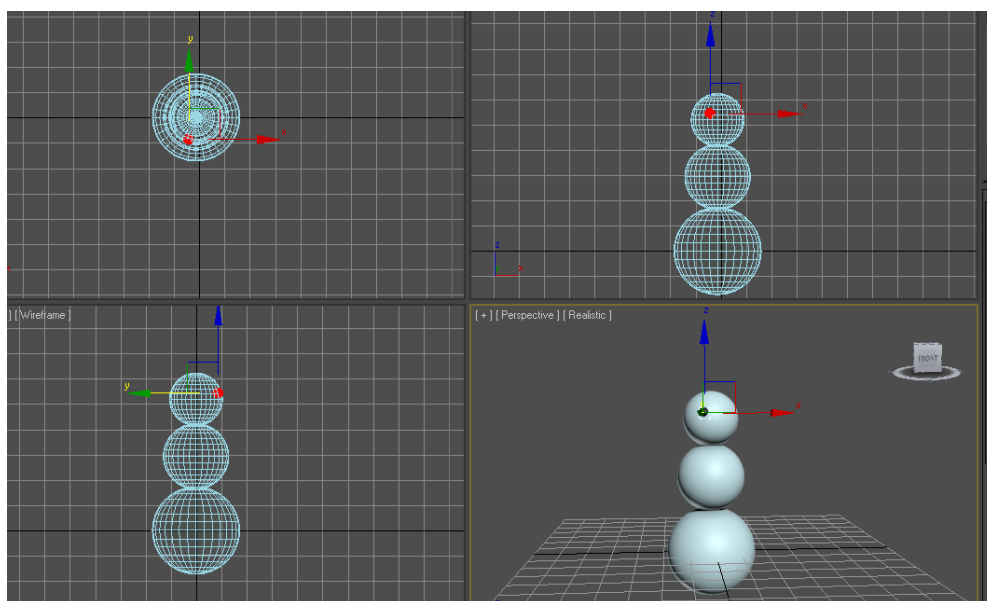 y
x
z
x
z
x
] [Wireframe ]
y
[ + ] [ Perspective ] [ Realistic ]
z
FRONT
x